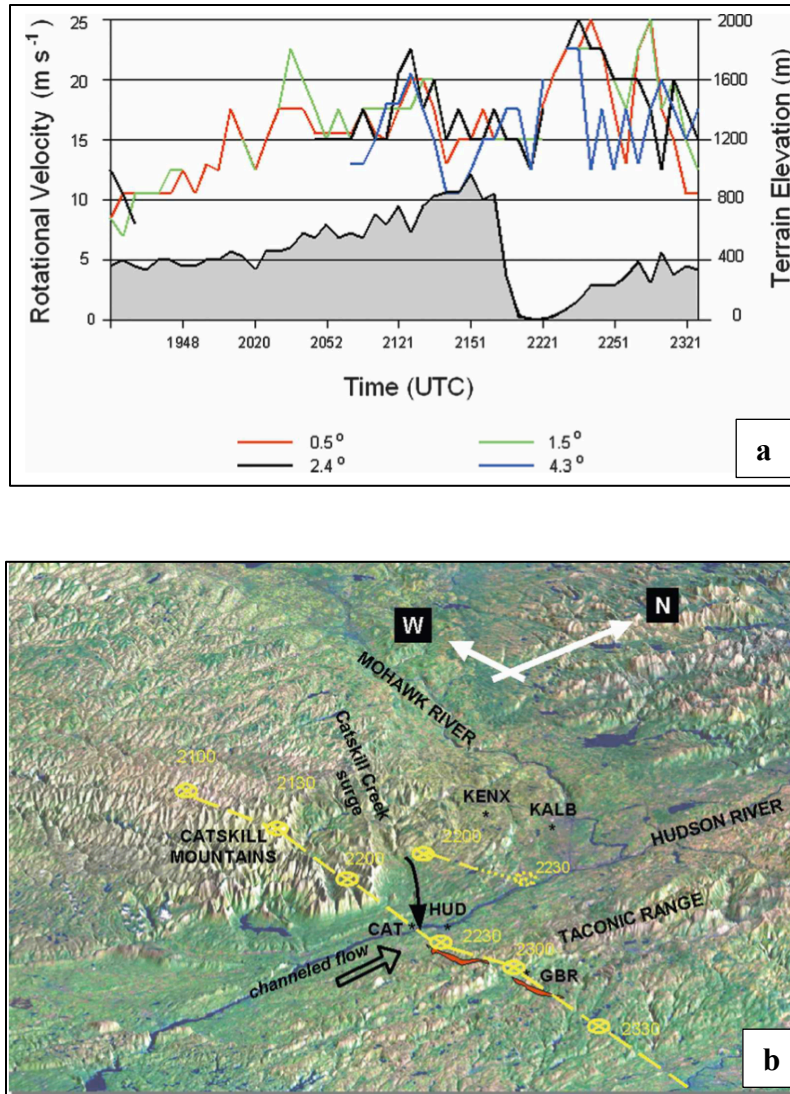 25
20
15
10
5
0
Rotational Velocity (m s⁻¹)
2000
1600
1200
800
400
0
Terrain Elevation (m)
1948
2020
2052
2121
2151
2221
2251
2321
Time (UTC)
0.5°
1.5°
2.4°
4.3°
a
W
N
MOHAWK RIVER
Catskill Creek
surge
2100
2130
CATSKILL
MOUNTAINS
KENX
*
KALB
*
HUDSON RIVER
2200
2200
2230
CAT *
HUD
*
TACONIC RANGE
2230
2300
GBR
channeled flow
2330
b